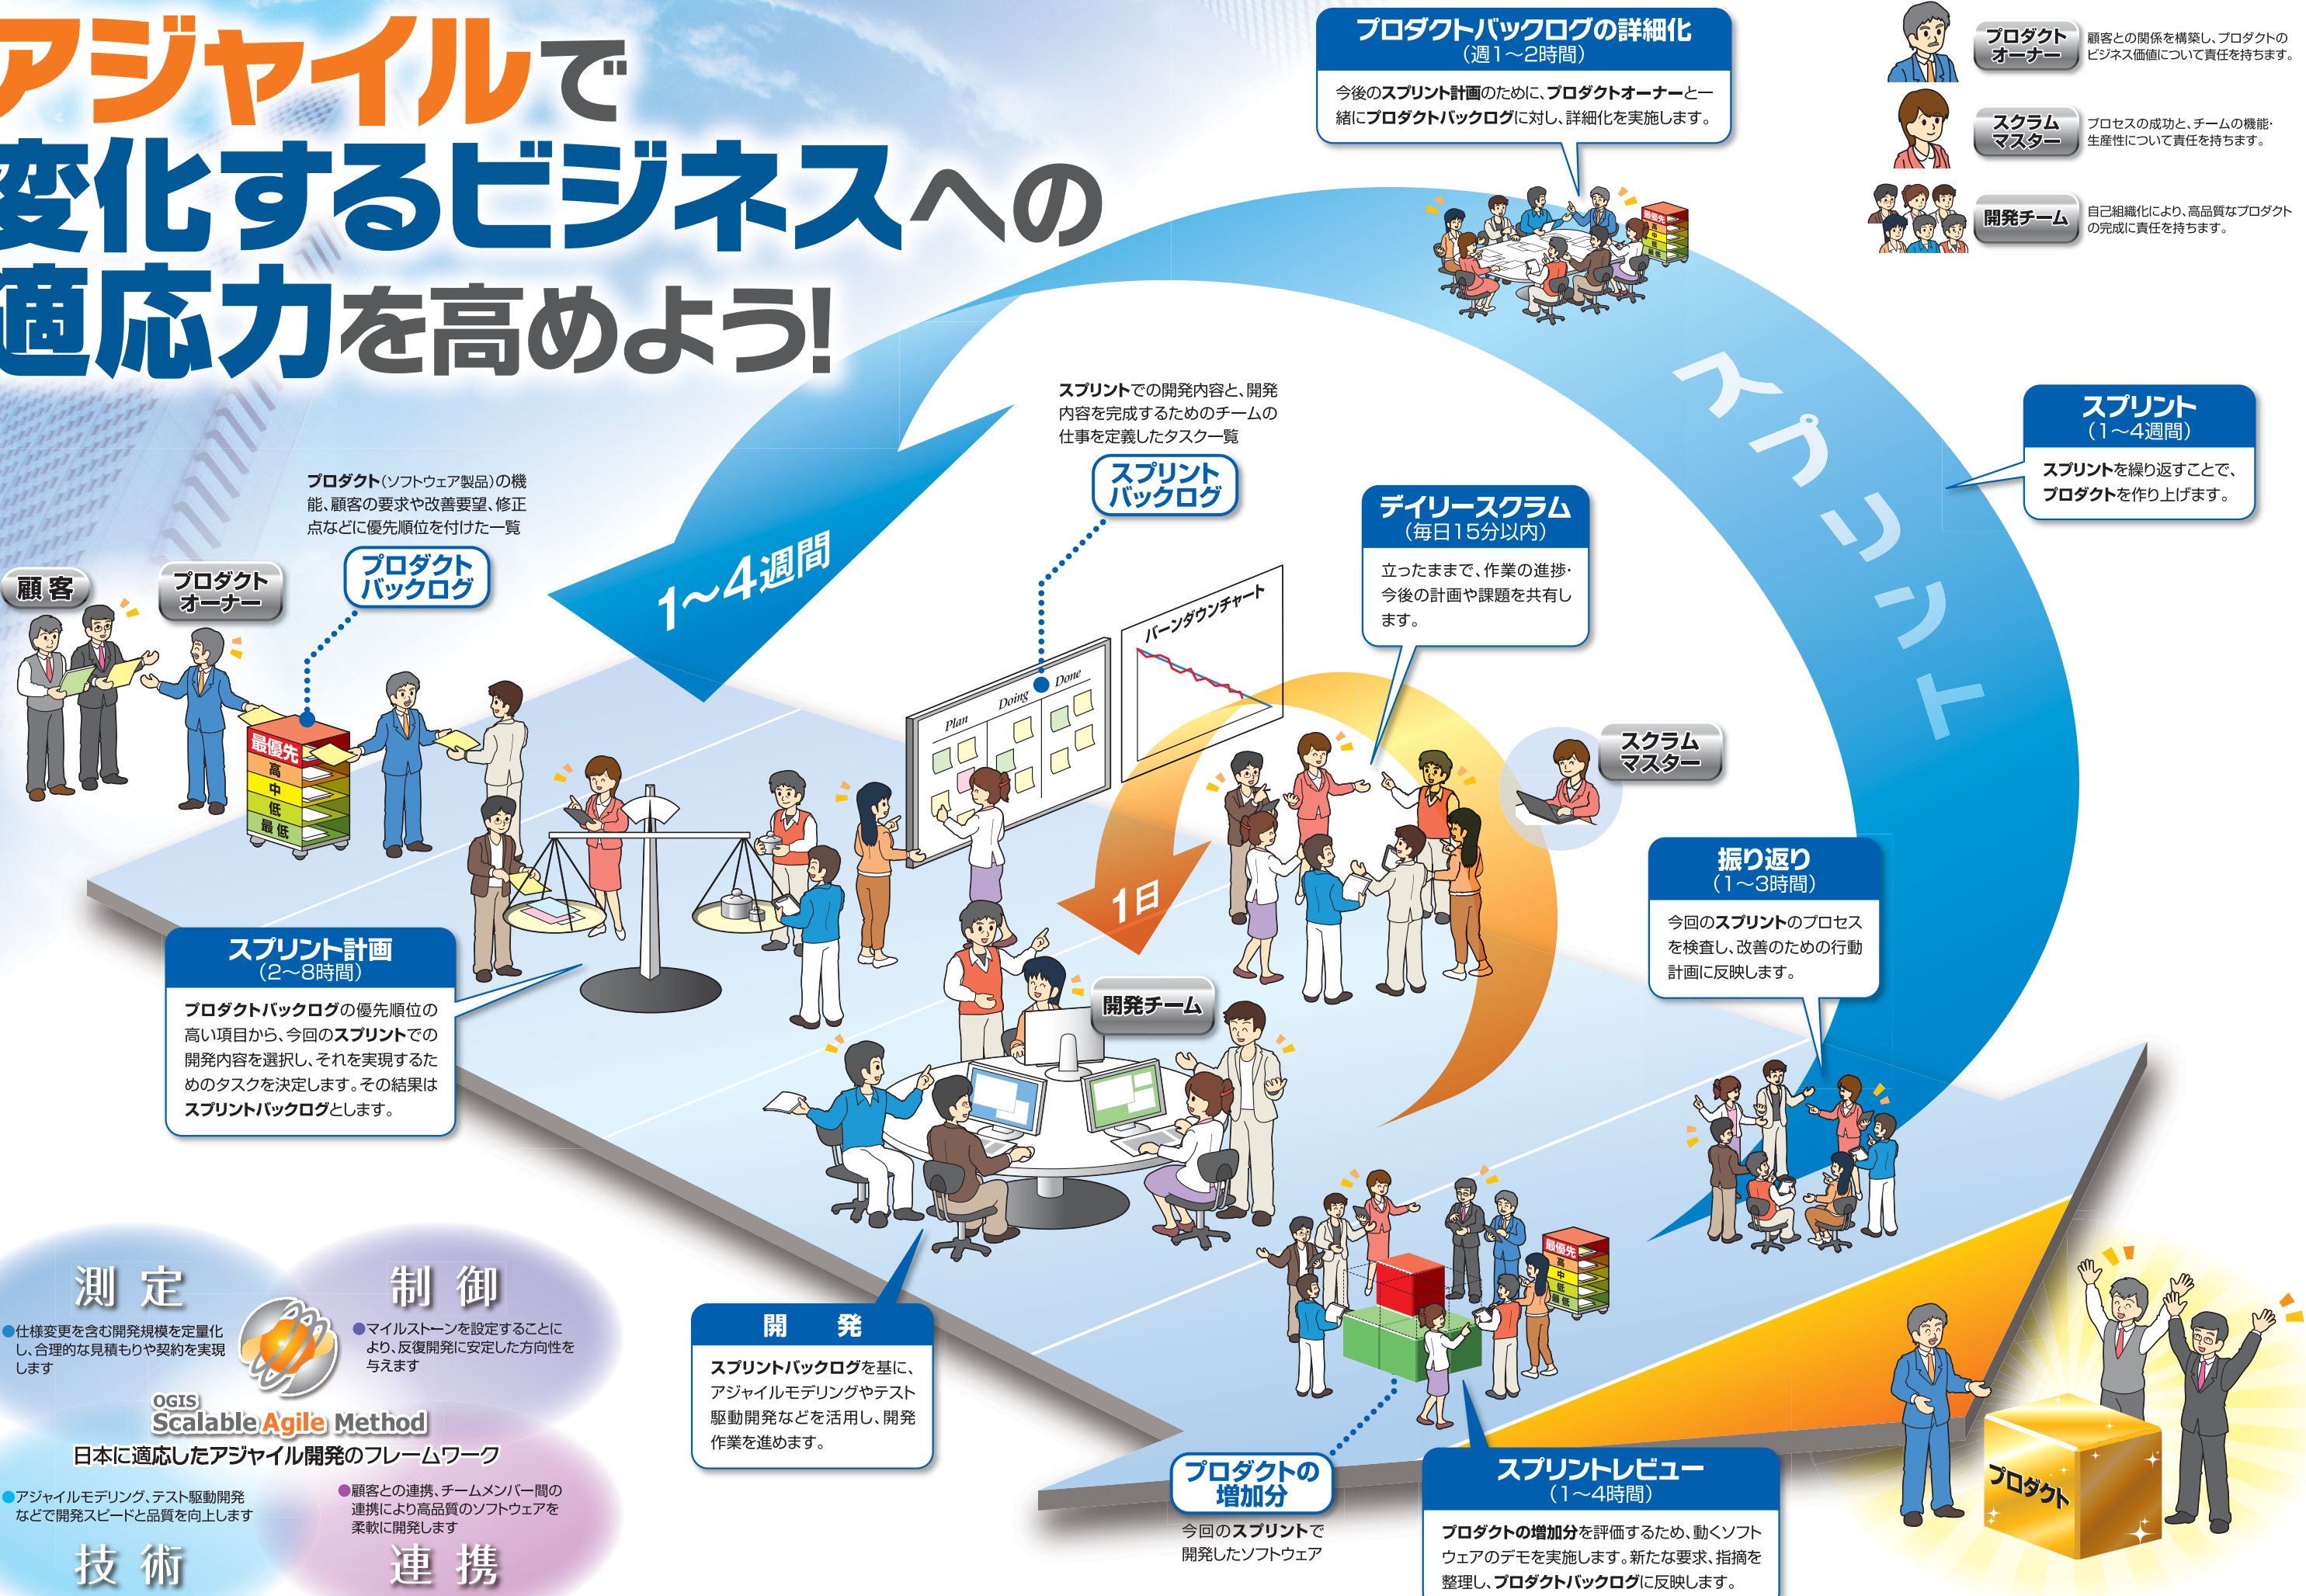 アジャイルで
変化するビジネスへの
適応力を高めよう!
プロダクトバックログの詳細化
(週1~2時間)
今後のスプリント計画のために、プロダクトオーナーと一
緒にプロダクトバックログに対し、詳細化を実施します。
最優先
高
中
低
最低
プロダクト
オーナー
顧客との関係を構築し、プロダクトの
ビジネス価値について責任を持ちます。
スクラム
マスター
プロセスの成功と、チームの機能・
生産性について責任を持ちます。
開発チーム
自己組織化により、高品質なプロダクト
の完成に責任を持ちます。
スプリント
スプリント
(1~4週間)
スプリントを繰り返すことで、
プロダクトを作り上げます。
スプリントでの開発内容と、開発
内容を完成するためのチームの
仕事を定義したタスク一覧
スプリント
バックログ
プロダクト(ソフトウェア製品)の機
能、顧客の要求や改善要望、修正
点などに優先順位を付けた一覧
プロダクト
バックログ
顧客
プロダクト
オーナー
最優先
高
中
低
最低
1~4週間
デイリースクラム
(毎日15分以内)
立ったままで、作業の進捗・
今後の計画や課題を共有し
ます。
バーンダウンチャート
Plan
Doing
Done
1日
スクラム
マスター
振り返り
(1~3時間)
今回のスプリントのプロセス
を検査し、改善のための行動
計画に反映します。
スプリント計画
(2~8時間)
プロダクトバックログの優先順位の
高い項目から、今回のスプリントでの
開発内容を選択し、それを実現するた
めのタスクを決定します。その結果は
スプリントバックログとします。
開発チーム
開 発
スプリントバックログを基に、
アジャイルモデリングやテスト
駆動開発などを活用し、開発
作業を進めます。
最優先
高
中
低
最低
プロダクトの
増加分
今回のスプリントで
開発したソフトウェア
スプリントレビュー
(1~4時間)
プロダクトの増加分を評価するため、動くソフト
ウェアのデモを実施します。新たな要求、指摘を
整理し、プロダクトバックログに反映します。
プロダクト
測 定
●仕様変更を含む開発規模を定量化
し、合理的な見積もりや契約を実現
します
制 御
●マイルストーンを設定することに
より、反復開発に安定した方向性を
与えます
OGIS
Scalable Agile Method
日本に適応したアジャイル開発のフレームワーク
●アジャイルモデリング、テスト駆動開発
などで開発スピードと品質を向上します
技 術
●顧客との連携、チームメンバー間の
連携により高品質のソフトウェアを
柔軟に開発します
連 携